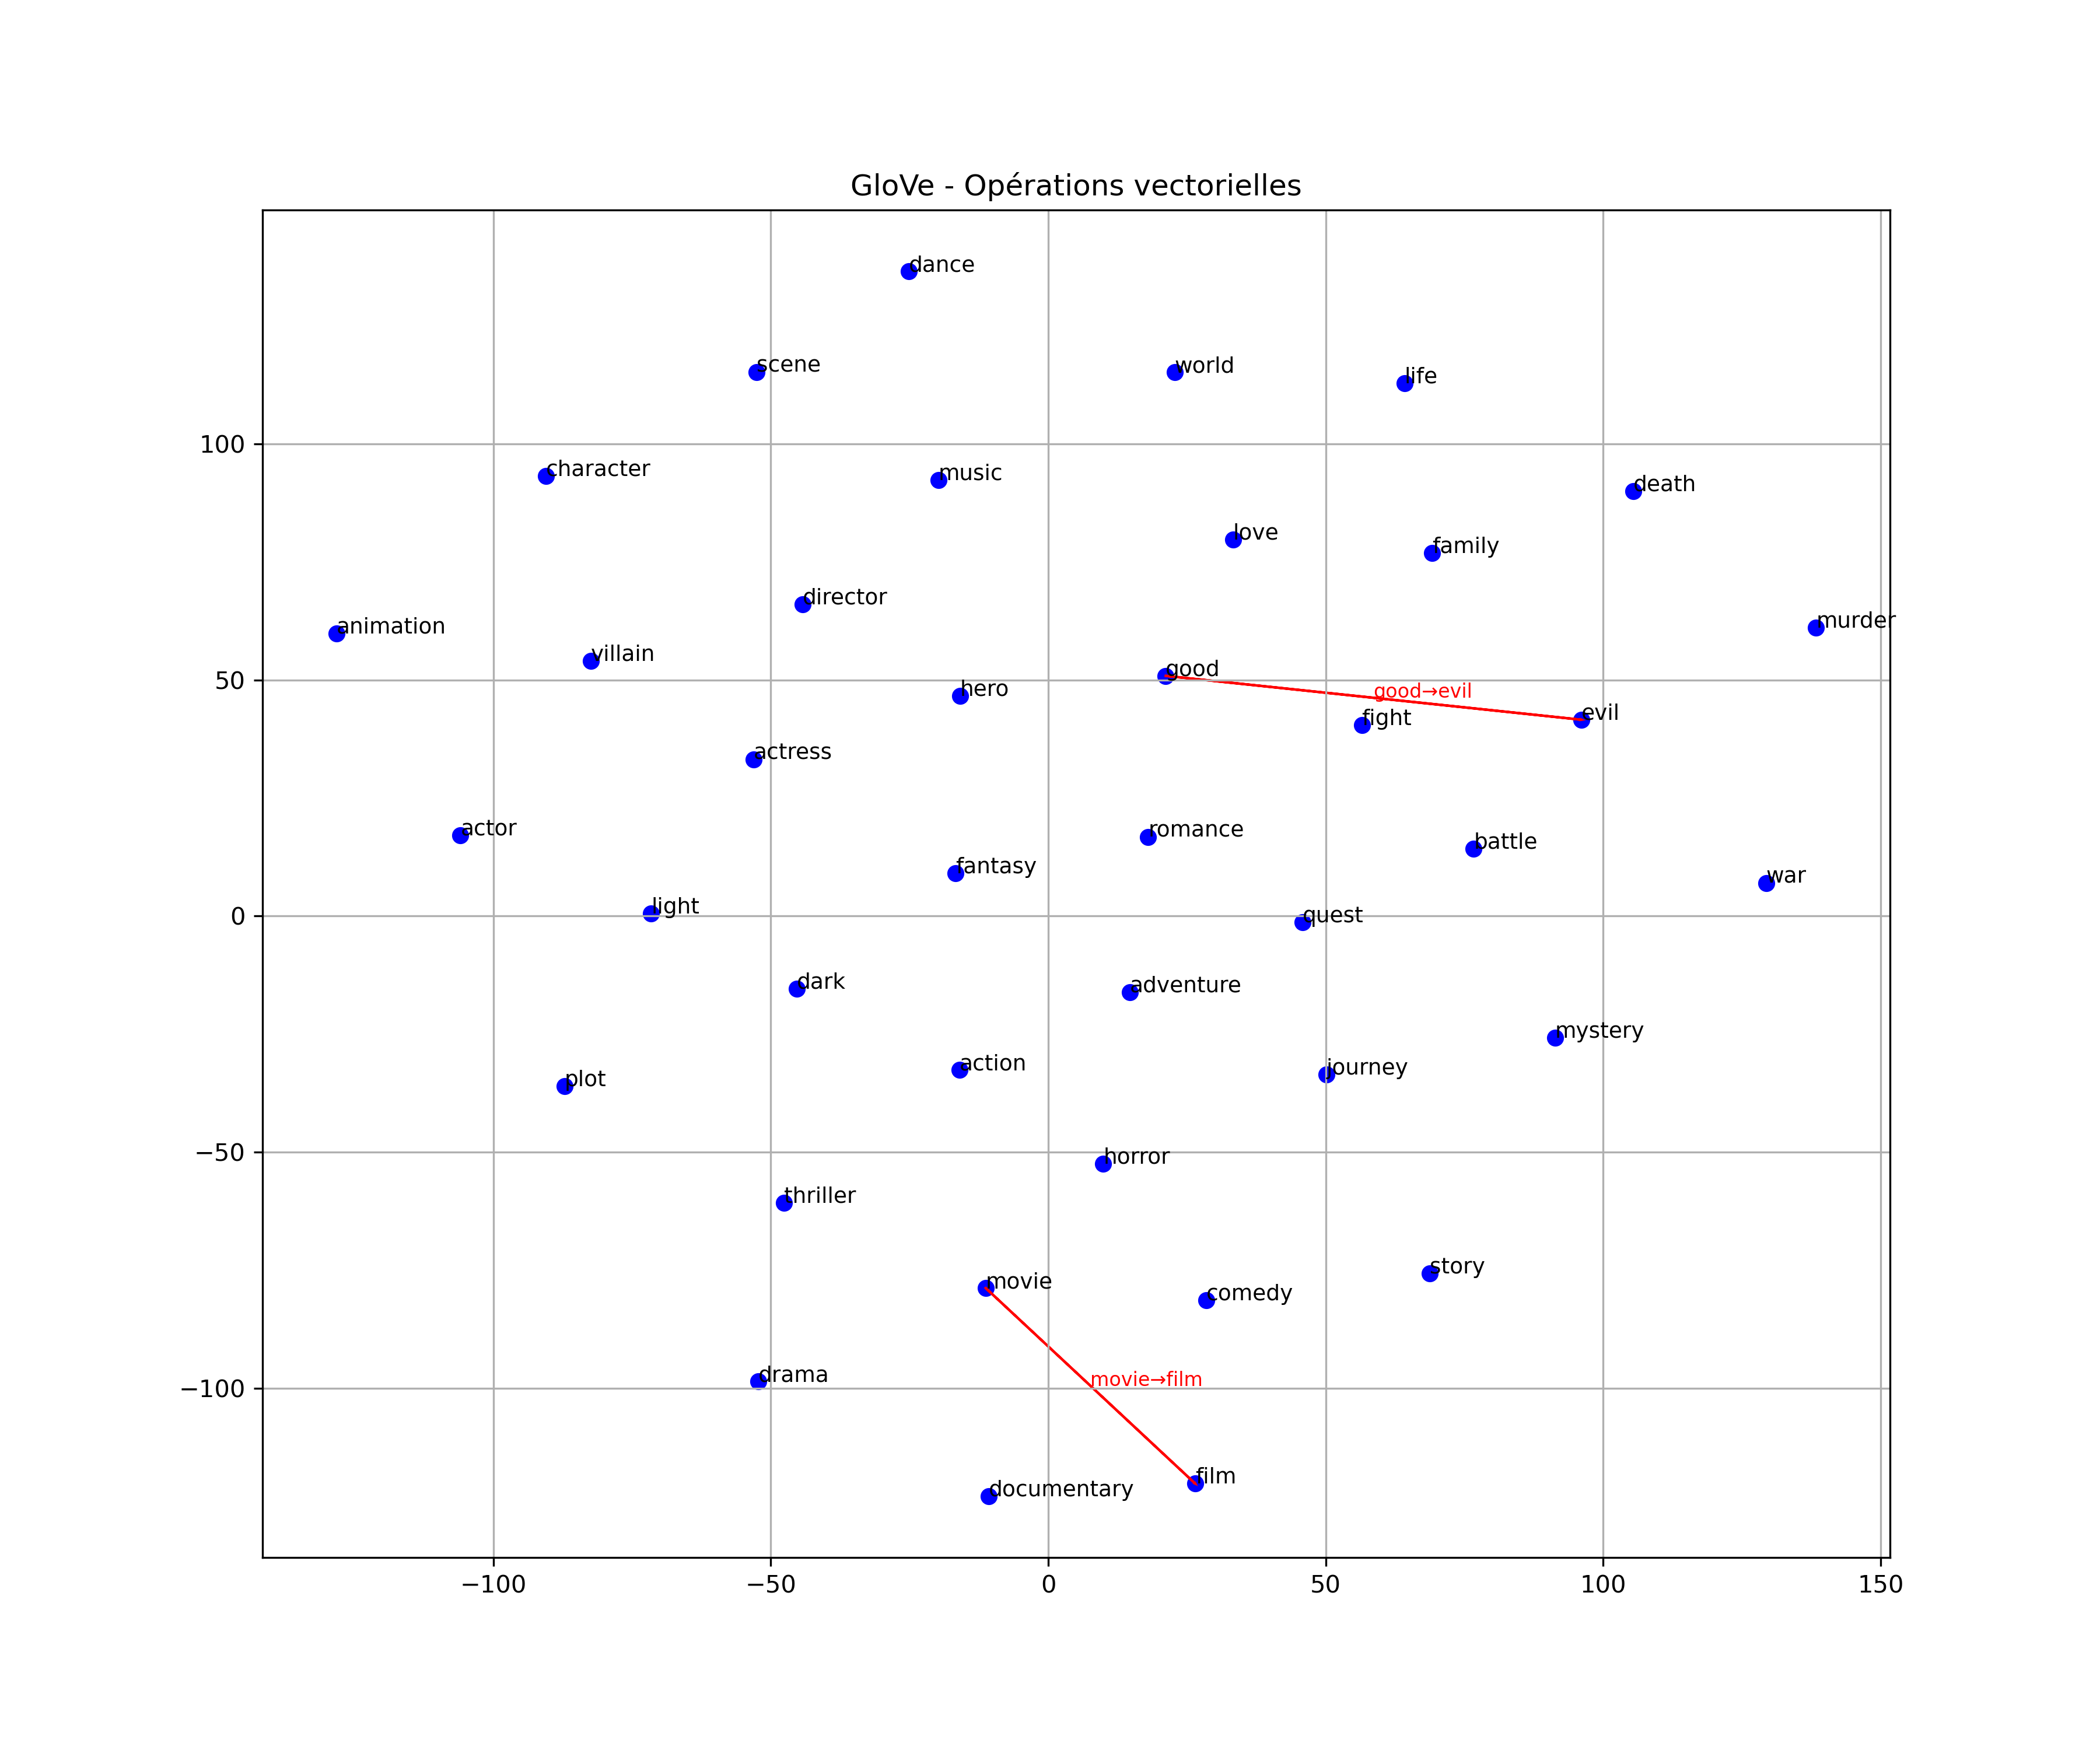 GloVe - Opérations vectorielles
dance
scene
world
life
100
character
music
death
love
family
director
murder
animation
villain
good
50
hero
good→evil
evil
fight
actress
actor
romance
battle
fantasy
war
light
0
quest
dark
adventure
mystery
action
journey
plot
−50
horror
thriller
story
movie
comedy
drama
movie→film
−100
film
documentary
−100
−50
0
50
100
150